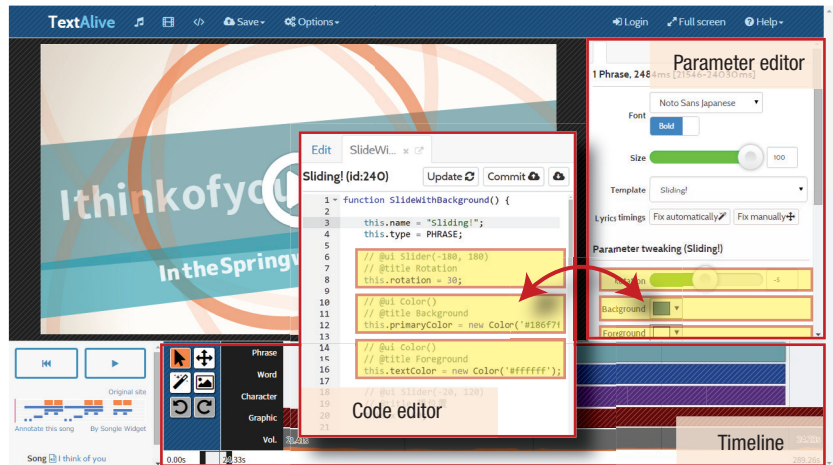 TextAlive
</>
Save
Options
Login
Full screen
Help
Parameter editor
1 Phrase, 2484ms [21546-24030ms]
Font
Noto Sans Japanese
Bold
Size
100
Template
Sliding!
Lyrics timings
Fix automatically
Fix manually
Parameter tweaking (Sliding!)
Rotation
-5
Background
Foreground
Ithinkofyou
IntheSpring
Edit
SlideWi...
Sliding! (id:240)
Update
Commit
1 function SlideWithBackground() {
2
3 this.name = "Sliding!";
4 this.type = PHRASE;
5
6 // @ui Slider(-180, 180)
7 // @title Rotation
8 this.rotation = 30;
9
10 // @ui Color()
11 // @title Background
12 this.primaryColor = new Color('#186f7f
13
14 // @ui Color()
15 // @title Foreground
16 this.textColor = new Color('#ffffff');
17
18 // @ui Slider(-20, 120)
19 // @title
20
21
Code editor
Original site
Annotate this song
By Songle Widget
Song I think of you
Phrase
Word
Character
Graphic
Vol.
0.00s
Timeline
289.26s